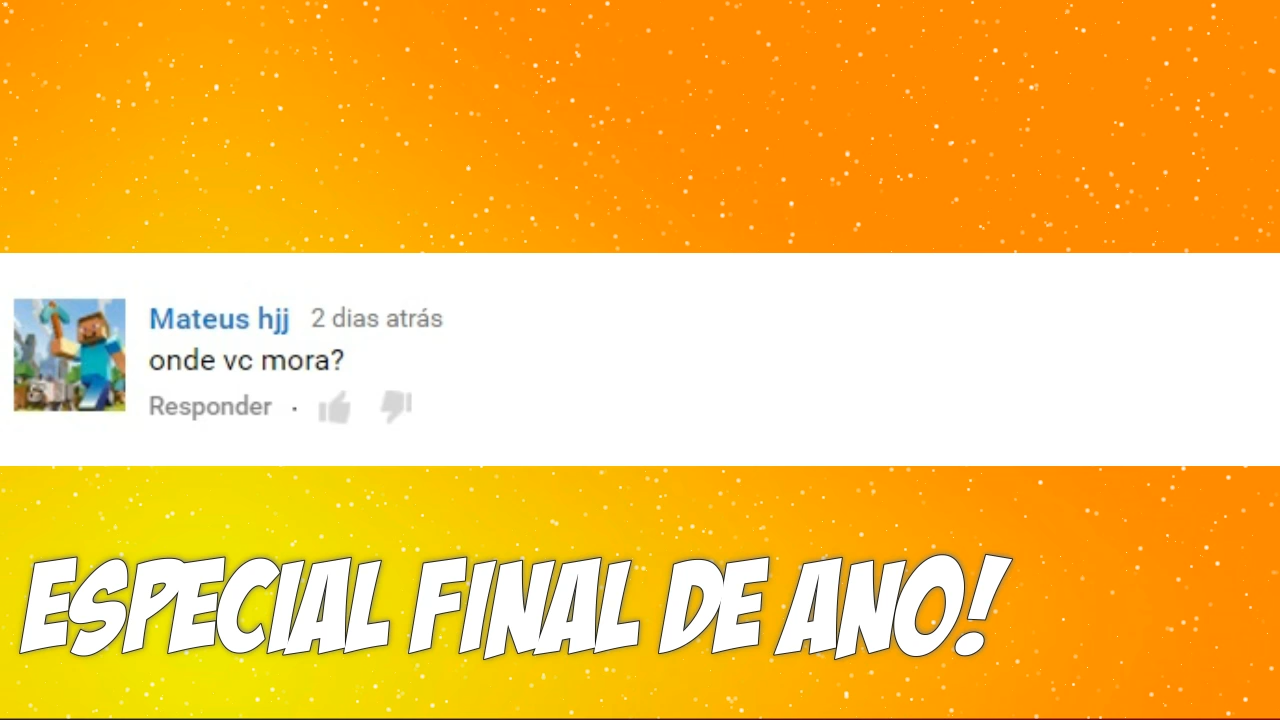 Mateus hjj 2 dias atrás
onde vc mora?
Responder ·
ESPECIAL FINAL DE ANO!